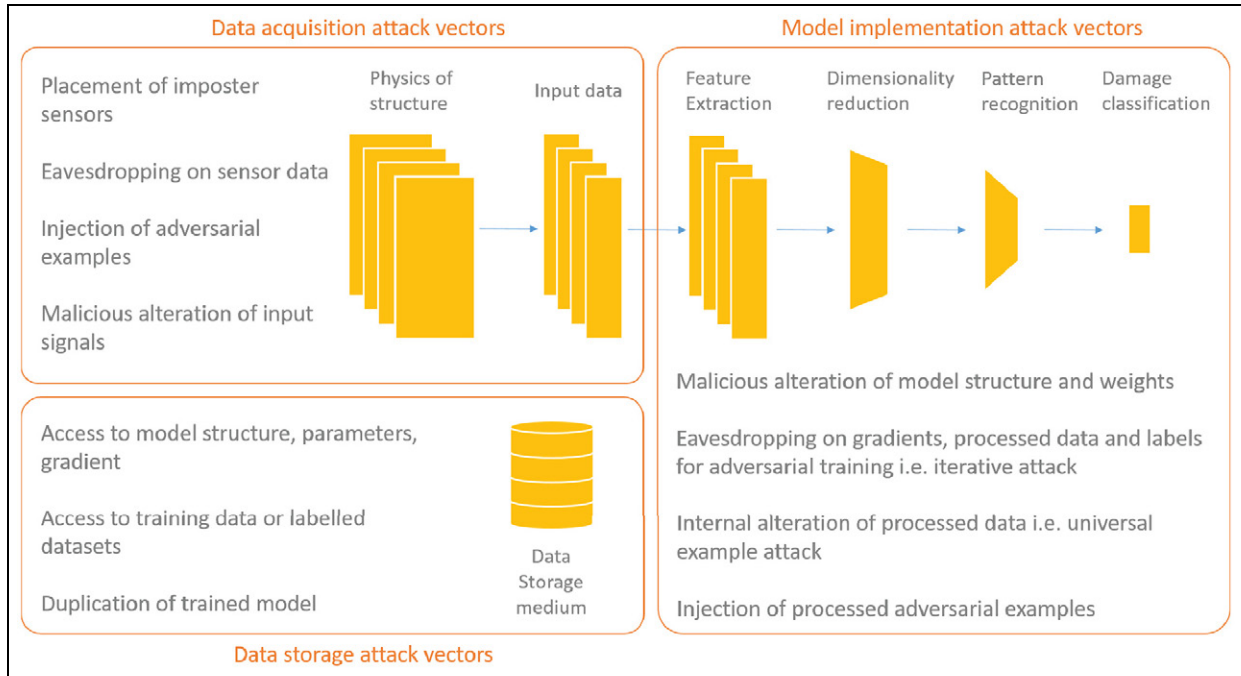 Data acquisition attack vectors
Placement of imposter
sensors
Eavesdropping on sensor data
Injection of adversarial
examples
Malicious alteration of input
signals
Physics of
structure
Input data
Model implementation attack vectors
Feature
Extraction
Dimensionality
reduction
Pattern
recognition
Damage
classification
Malicious alteration of model structure and weights
Eavesdropping on gradients, processed data and labels
for adversarial training i.e. iterative attack
Internal alteration of processed data i.e. universal
example attack
Injection of processed adversarial examples
Access to model structure, parameters,
gradient
Access to training data or labelled
datasets
Duplication of trained model
Data
Storage
medium
Data storage attack vectors